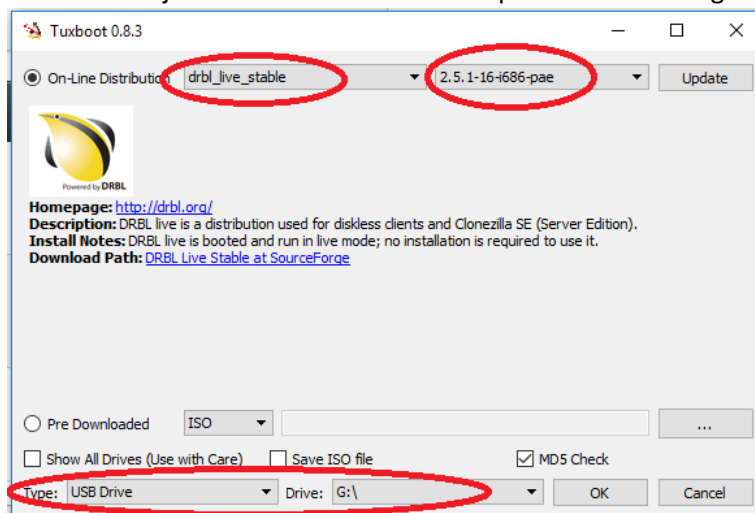 Tuxboot 0.8.3
On-Line Distribution drbl_live_stable 2.5.1-16-i686-pae Update
Powered by DRBL
Homepage: http://drbl.org/
Description: DRBL live is a distribution used for diskless clients and Clonezilla SE (Server Edition).
Install Notes: DRBL live is booted and run in live mode; no installation is required to use it.
Download Path: DRBL Live Stable at SourceForge
Pre Downloaded ISO ...
Show All Drives (Use with Care) Save ISO file MD5 Check
Type: USB Drive Drive: G:\ OK Cancel